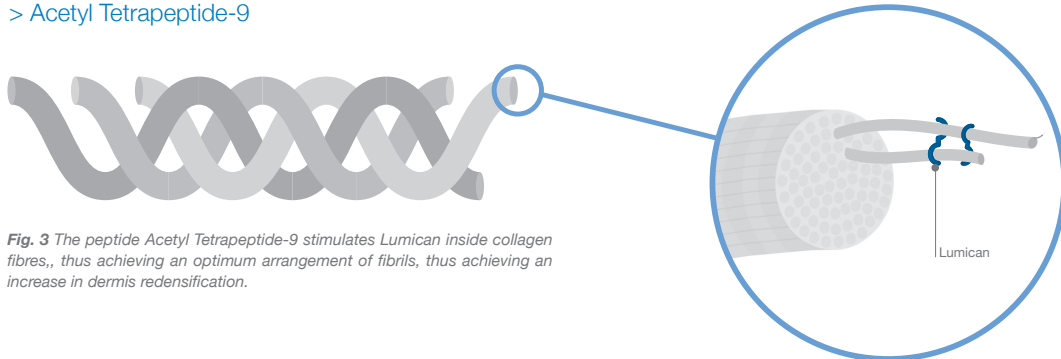 > Acetyl Tetrapeptide-9
Fig. 3 The peptide Acetyl Tetrapeptide-9 stimulates Lumican inside collagen
fibres,, thus achieving an optimum arrangement of fibrils, thus achieving an
increase in dermis redensification.
Lumican